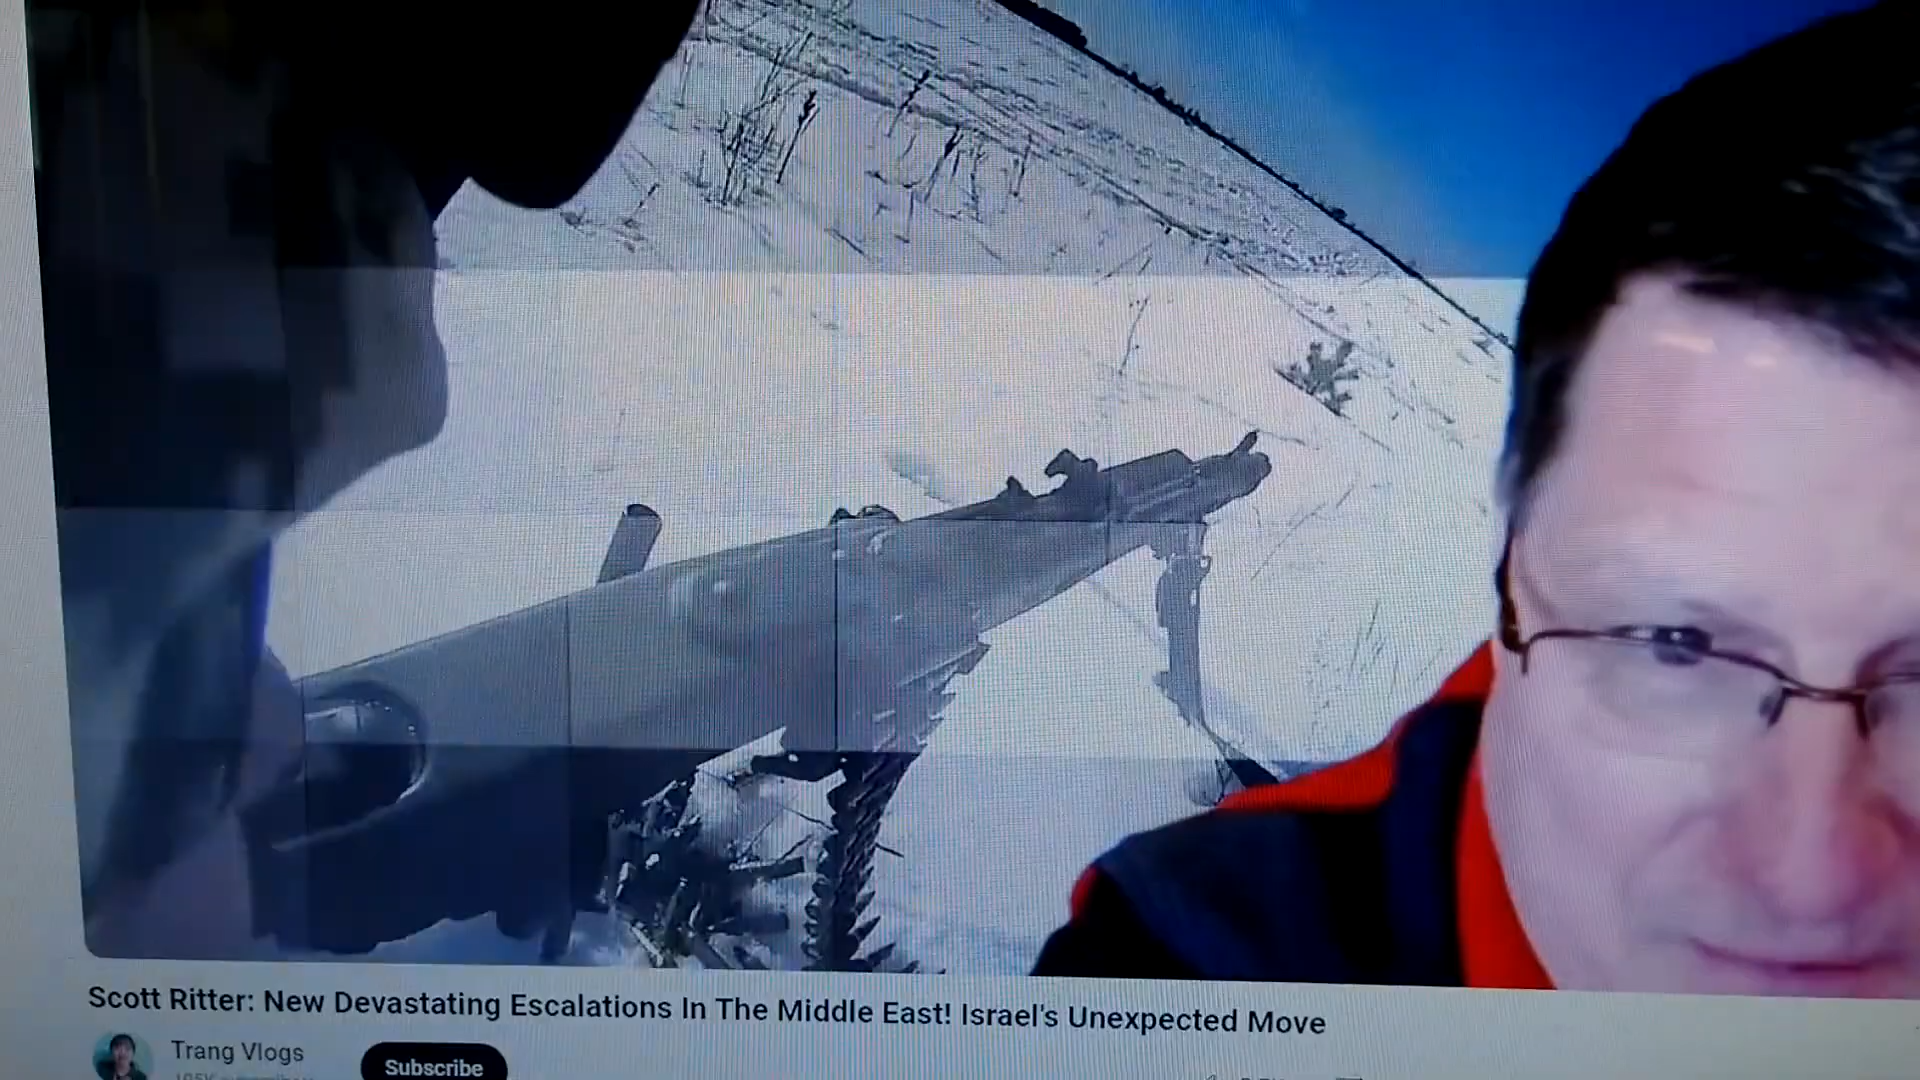 Scott Ritter: New Devastating Escalations In The Middle East! Israel's Unexpected Move
Trang Vlogs
Subscribe